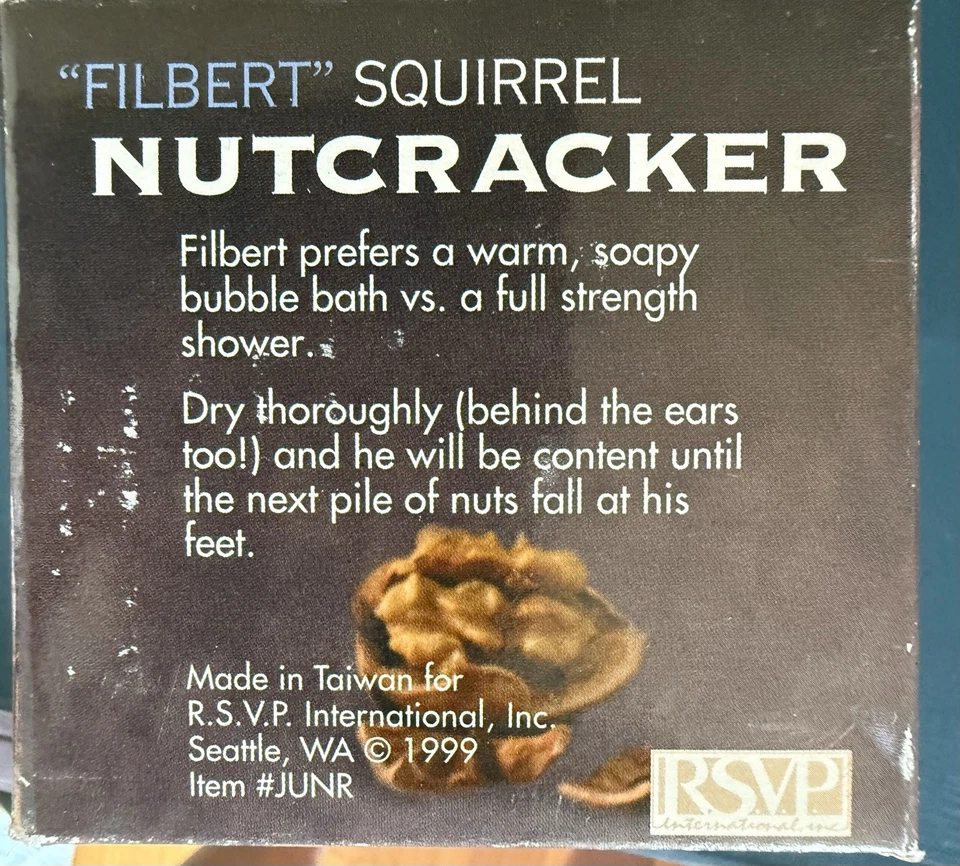 “FILBERT” SQUIRREL
NUTCRACKER
Filbert prefers a warm, soapy
bubble bath vs. a full strength
shower.
Dry thoroughly (behind the ears
too!) and he will be content until
the next pile of nuts fall at his
feet.
Made in Taiwan for
R.S.V.P. International, Inc.
Seattle, WA © 1999
Item #JUNR
RSVP
international, inc